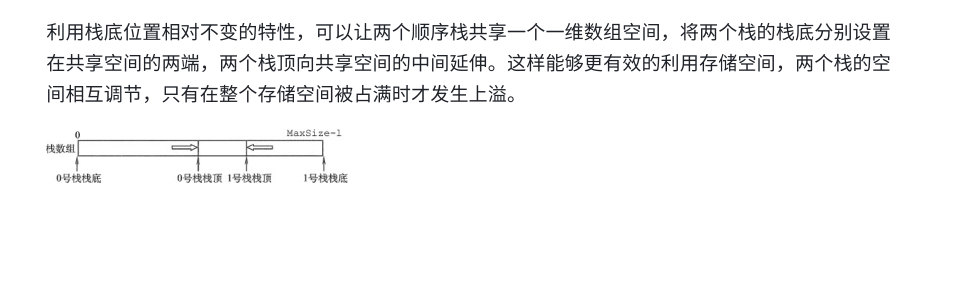 利用栈底位置相对不变的特性，可以让两个顺序栈共享一个一维数组空间，将两个栈的栈底分别设置
在共享空间的两端，两个栈顶向共享空间的中间延伸。这样能够更有效的利用存储空间，两个栈的空
间相互调节，只有在整个存储空间被占满时才发生上溢。
0 MaxSize-1
栈数组
0号栈栈底 0号栈栈顶 1号栈栈顶 1号栈栈底